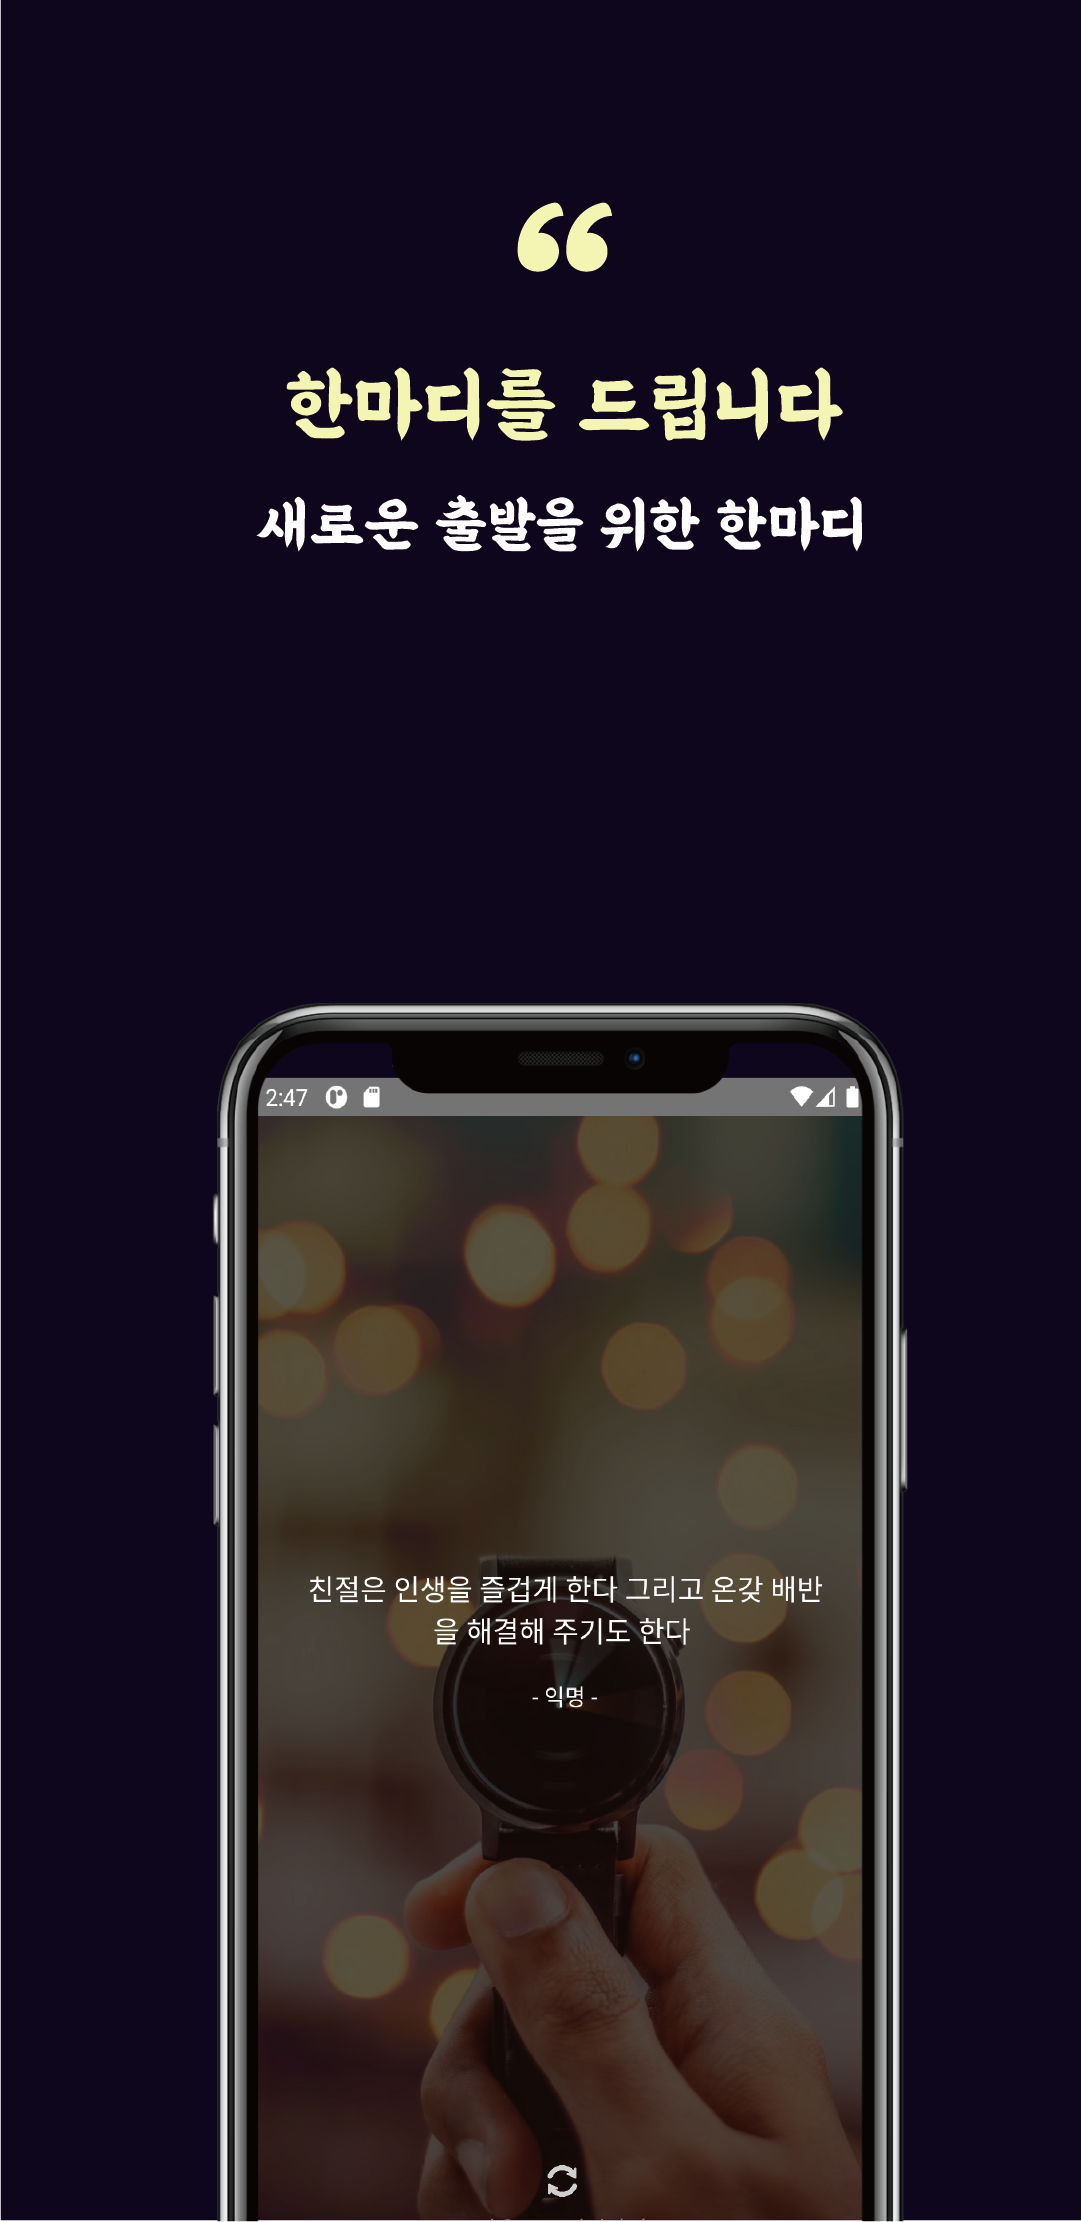 “
한마디를 드립니다
새로운 출발을 위한 한마디
2:47
친절은 인생을 즐겁게 한다 그리고 온갖 배반
을 해결해 주기도 한다
- 익명 -